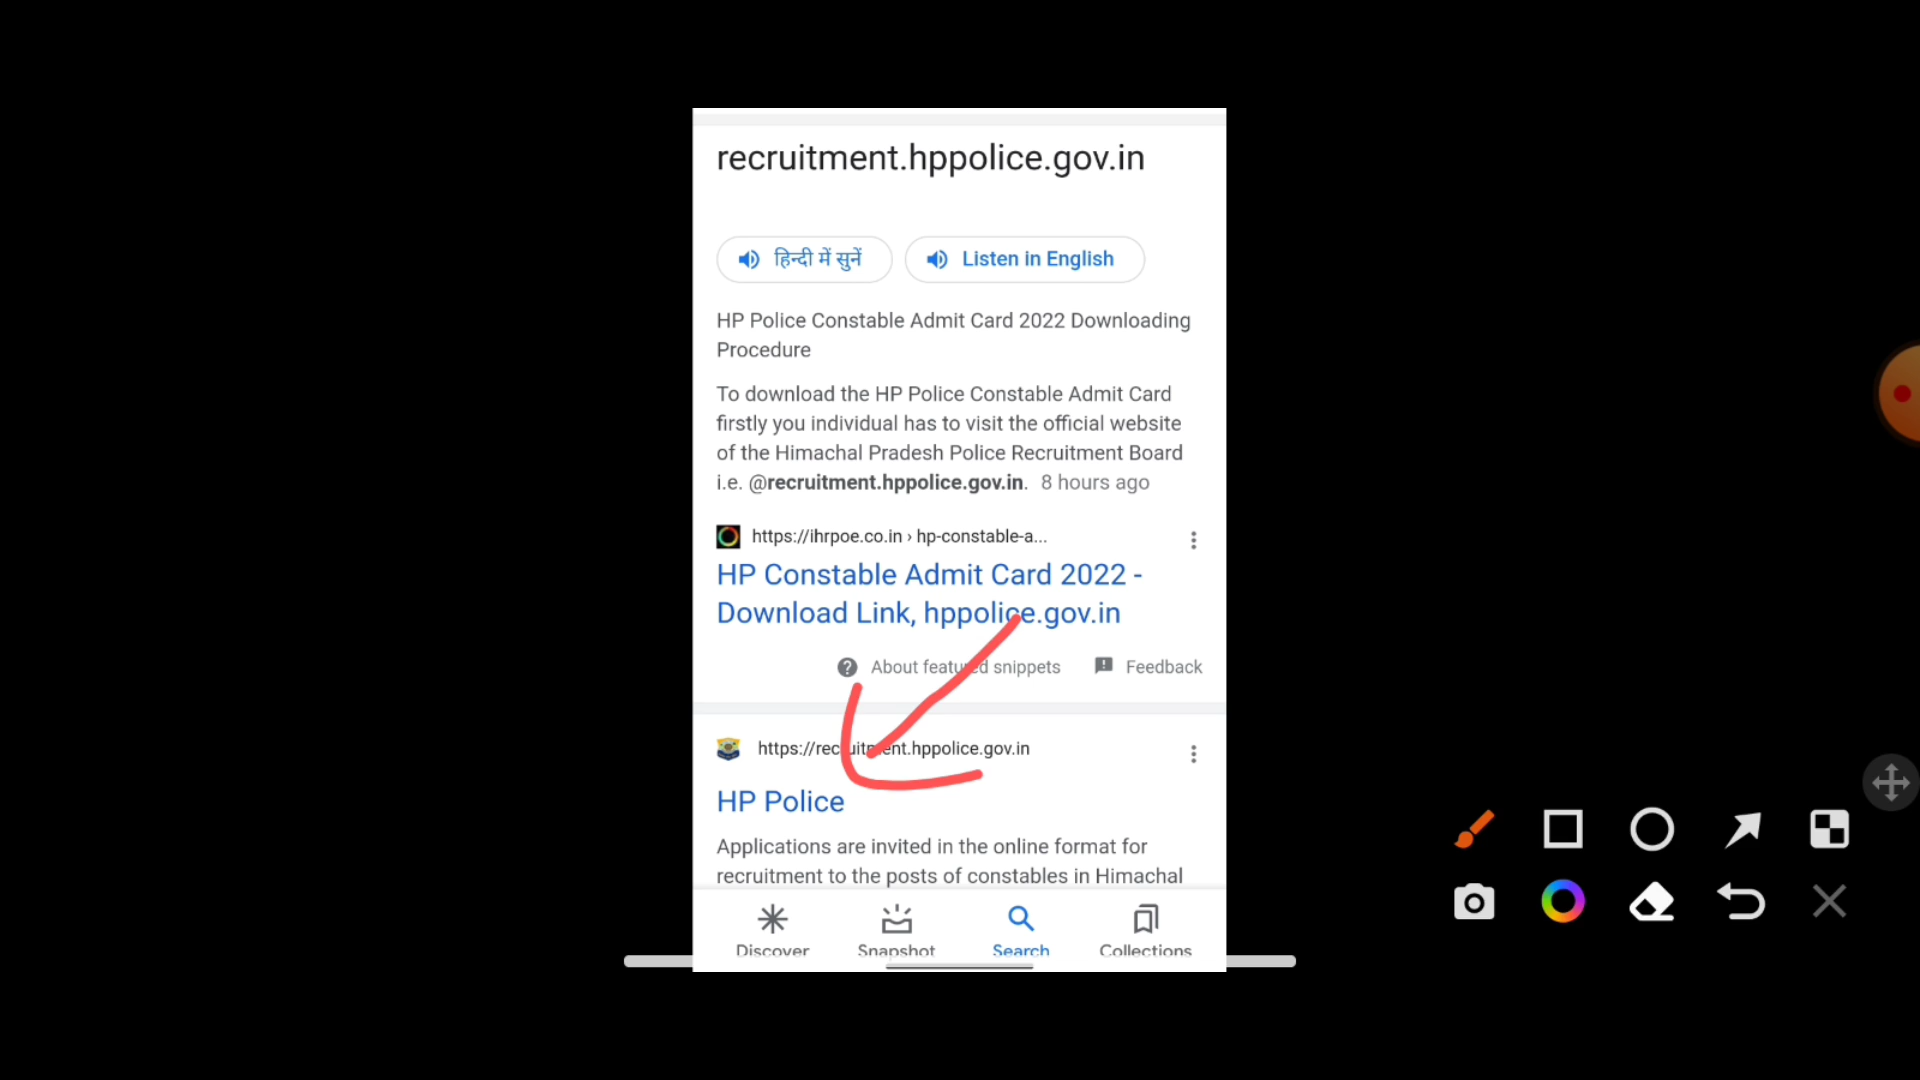 recruitment.hppolice.gov.in
हिन्दी में सुनें
Listen in English
HP Police Constable Admit Card 2022 Downloading
Procedure
To download the HP Police Constable Admit Card
firstly you individual has to visit the official website
of the Himachal Pradesh Police Recruitment Board
i.e. @recruitment.hppolice.gov.in. 8 hours ago
https://ihrpoe.co.in › hp-constable-a...
HP Constable Admit Card 2022 -
Download Link, hppolice.gov.in
About featured snippets
Feedback
https://recruitment.hppolice.gov.in
HP Police
Applications are invited in the online format for
recruitment to the posts of constables in Himachal
Discover
Snapshot
Search
Collections